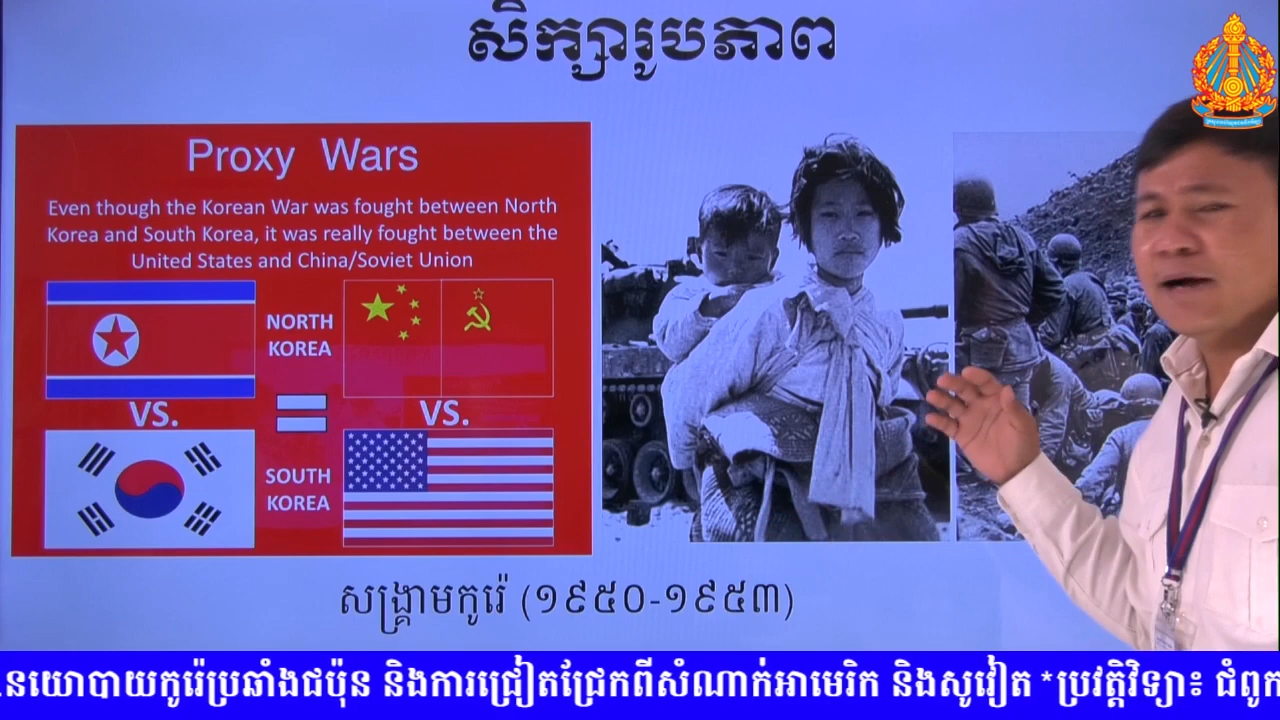 សិក្សារូបភាព
Proxy Wars
Even though the Korean War was fought between North
Korea and South Korea, it was really fought between the
United States and China/Soviet Union
NORTH
KOREA
VS.
VS.
SOUTH
KOREA
សង្គ្រាមកូរ៉េ (១៩៥០-១៩៥៣)
.នយោបាយកូរ៉េប្រឆាំងជប៉ុន និងការជ្រៀតជ្រែកពីសំណាក់អាមេរិក និងសូវៀត *ប្រវត្តិវិទ្យា៖ ជំពូក